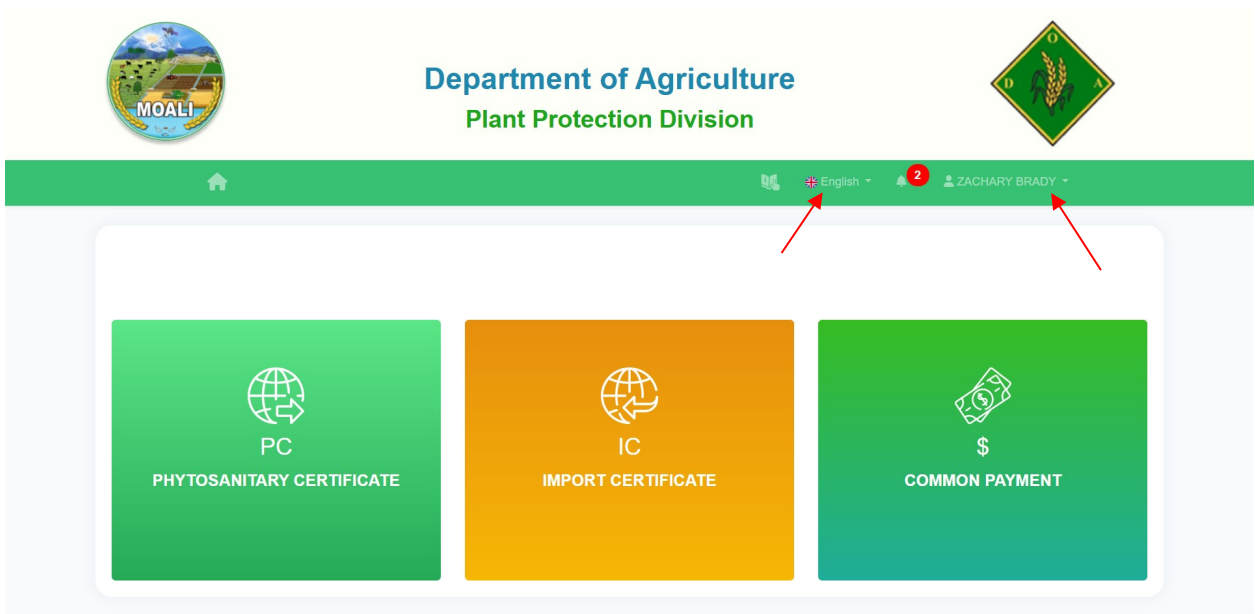 MOALI
Department of Agriculture
Plant Protection Division
D O A
English
2
ZACHARY BRADY
PC
PHYTOSANITARY CERTIFICATE
IC
IMPORT CERTIFICATE
$
COMMON PAYMENT